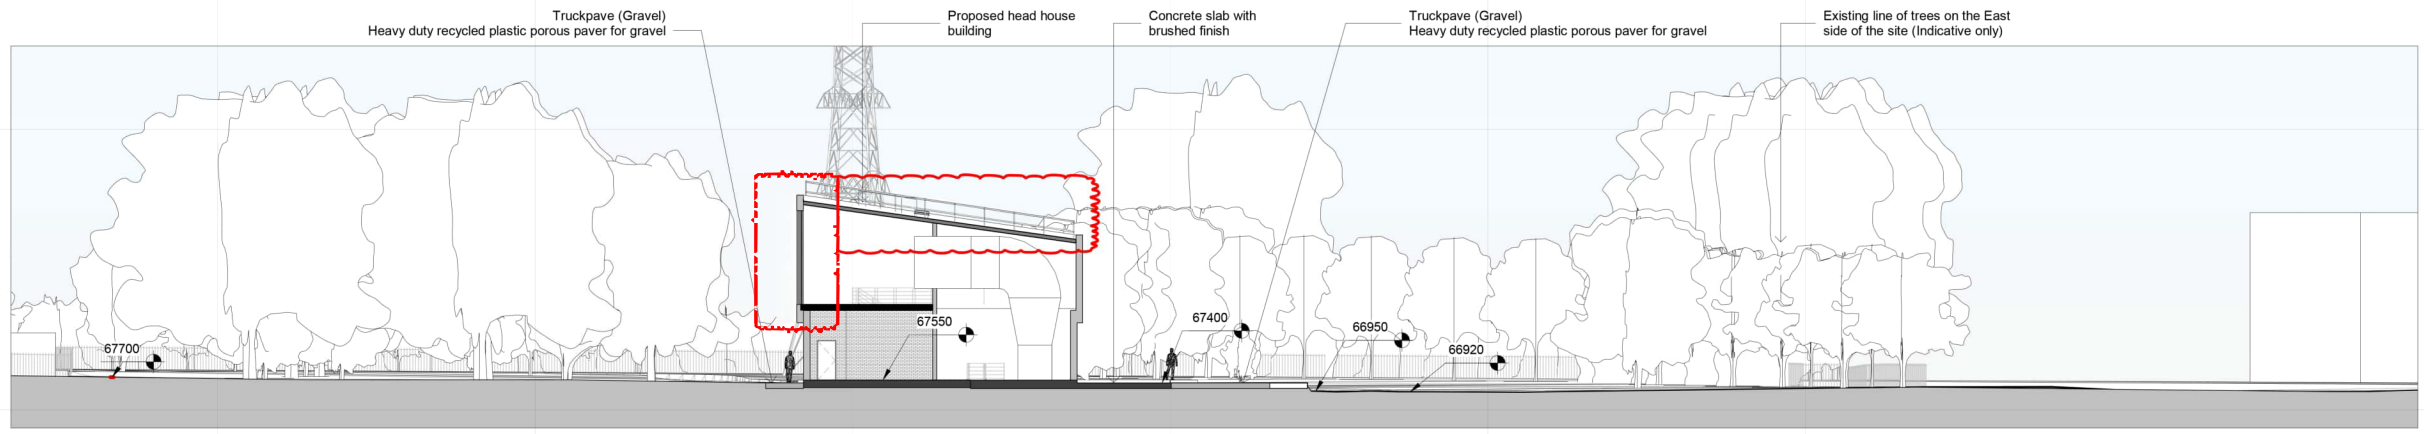 Truckpave (Gravel)
Heavy duty recycled plastic porous paver for gravel
Proposed head house
building
Concrete slab with
brushed finish
Truckpave (Gravel)
Heavy duty recycled plastic porous paver for gravel
Existing line of trees on the East
side of the site (Indicative only)
67700
67550
67400
66950
66920